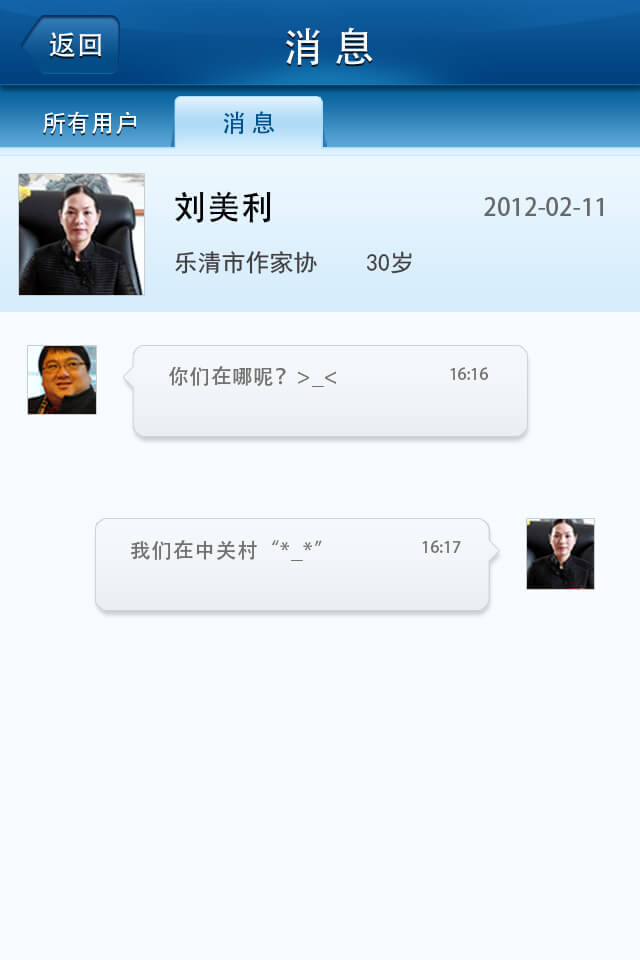 返回
消息
所有用户
消息
刘美利
2012-02-11
乐清市作家协
30岁
你们在哪呢？>_<
16:16
我们在中关村“*_*”
16:17